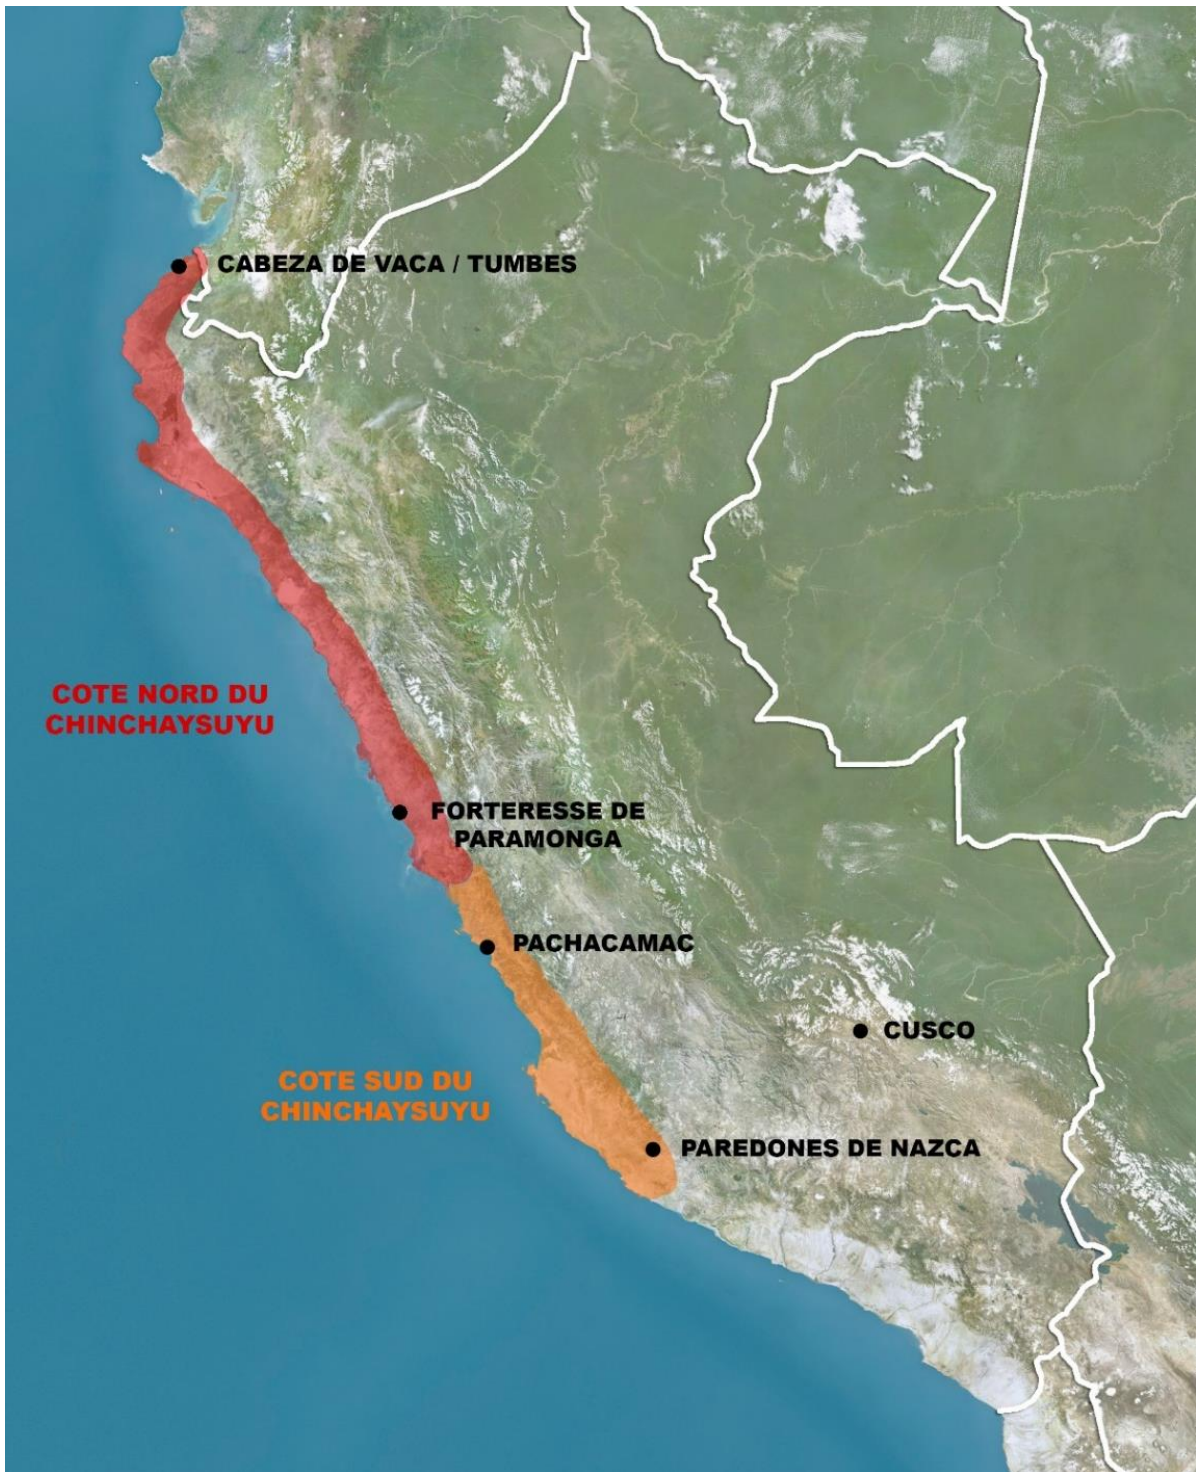 CABEZA DE VACA / TUMBES
COTE NORD DU
CHINCHAYSUYU
FORTERESSE DE
PARAMONGA
PACHACAMAC
CUSCO
COTE SUD DU
CHINCHAYSUYU
PAREDONES DE NAZCA